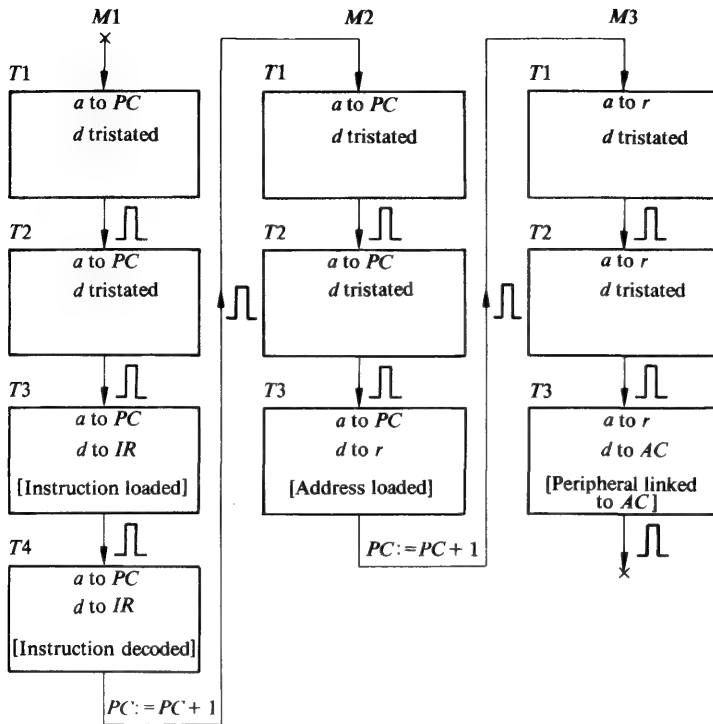 M1
T1
a to PC
d tristated
T2
a to PC
d tristated
T3
a to PC
d to IR
[Instruction loaded]
T4
a to PC
d to IR
[Instruction decoded]
PC:=PC+1
M2
T1
a to PC
d tristated
T2
a to PC
d tristated
T3
a to PC
d to r
[Address loaded]
PC:=PC+1
M3
T1
a to r
d tristated
T2
a to r
d tristated
T3
a to r
d to AC
[Peripheral linked
to AC]